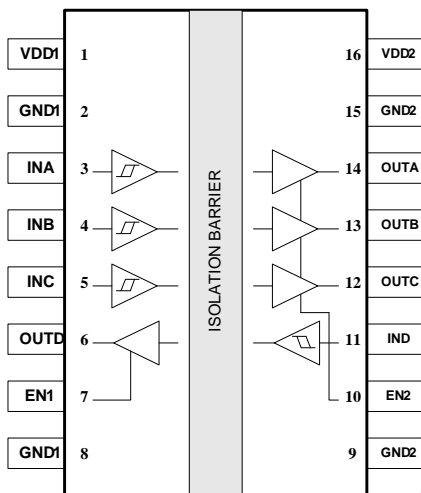 VDD1 1 16 VDD2
GND1 2 15 GND2
INA 3 14 OUTA
INB 4 13 OUTB
INC 5 12 OUTC
OUTD 6 11 IND
EN1 7 10 EN2
GND1 8 9 GND2
ISOLATION BARRIER